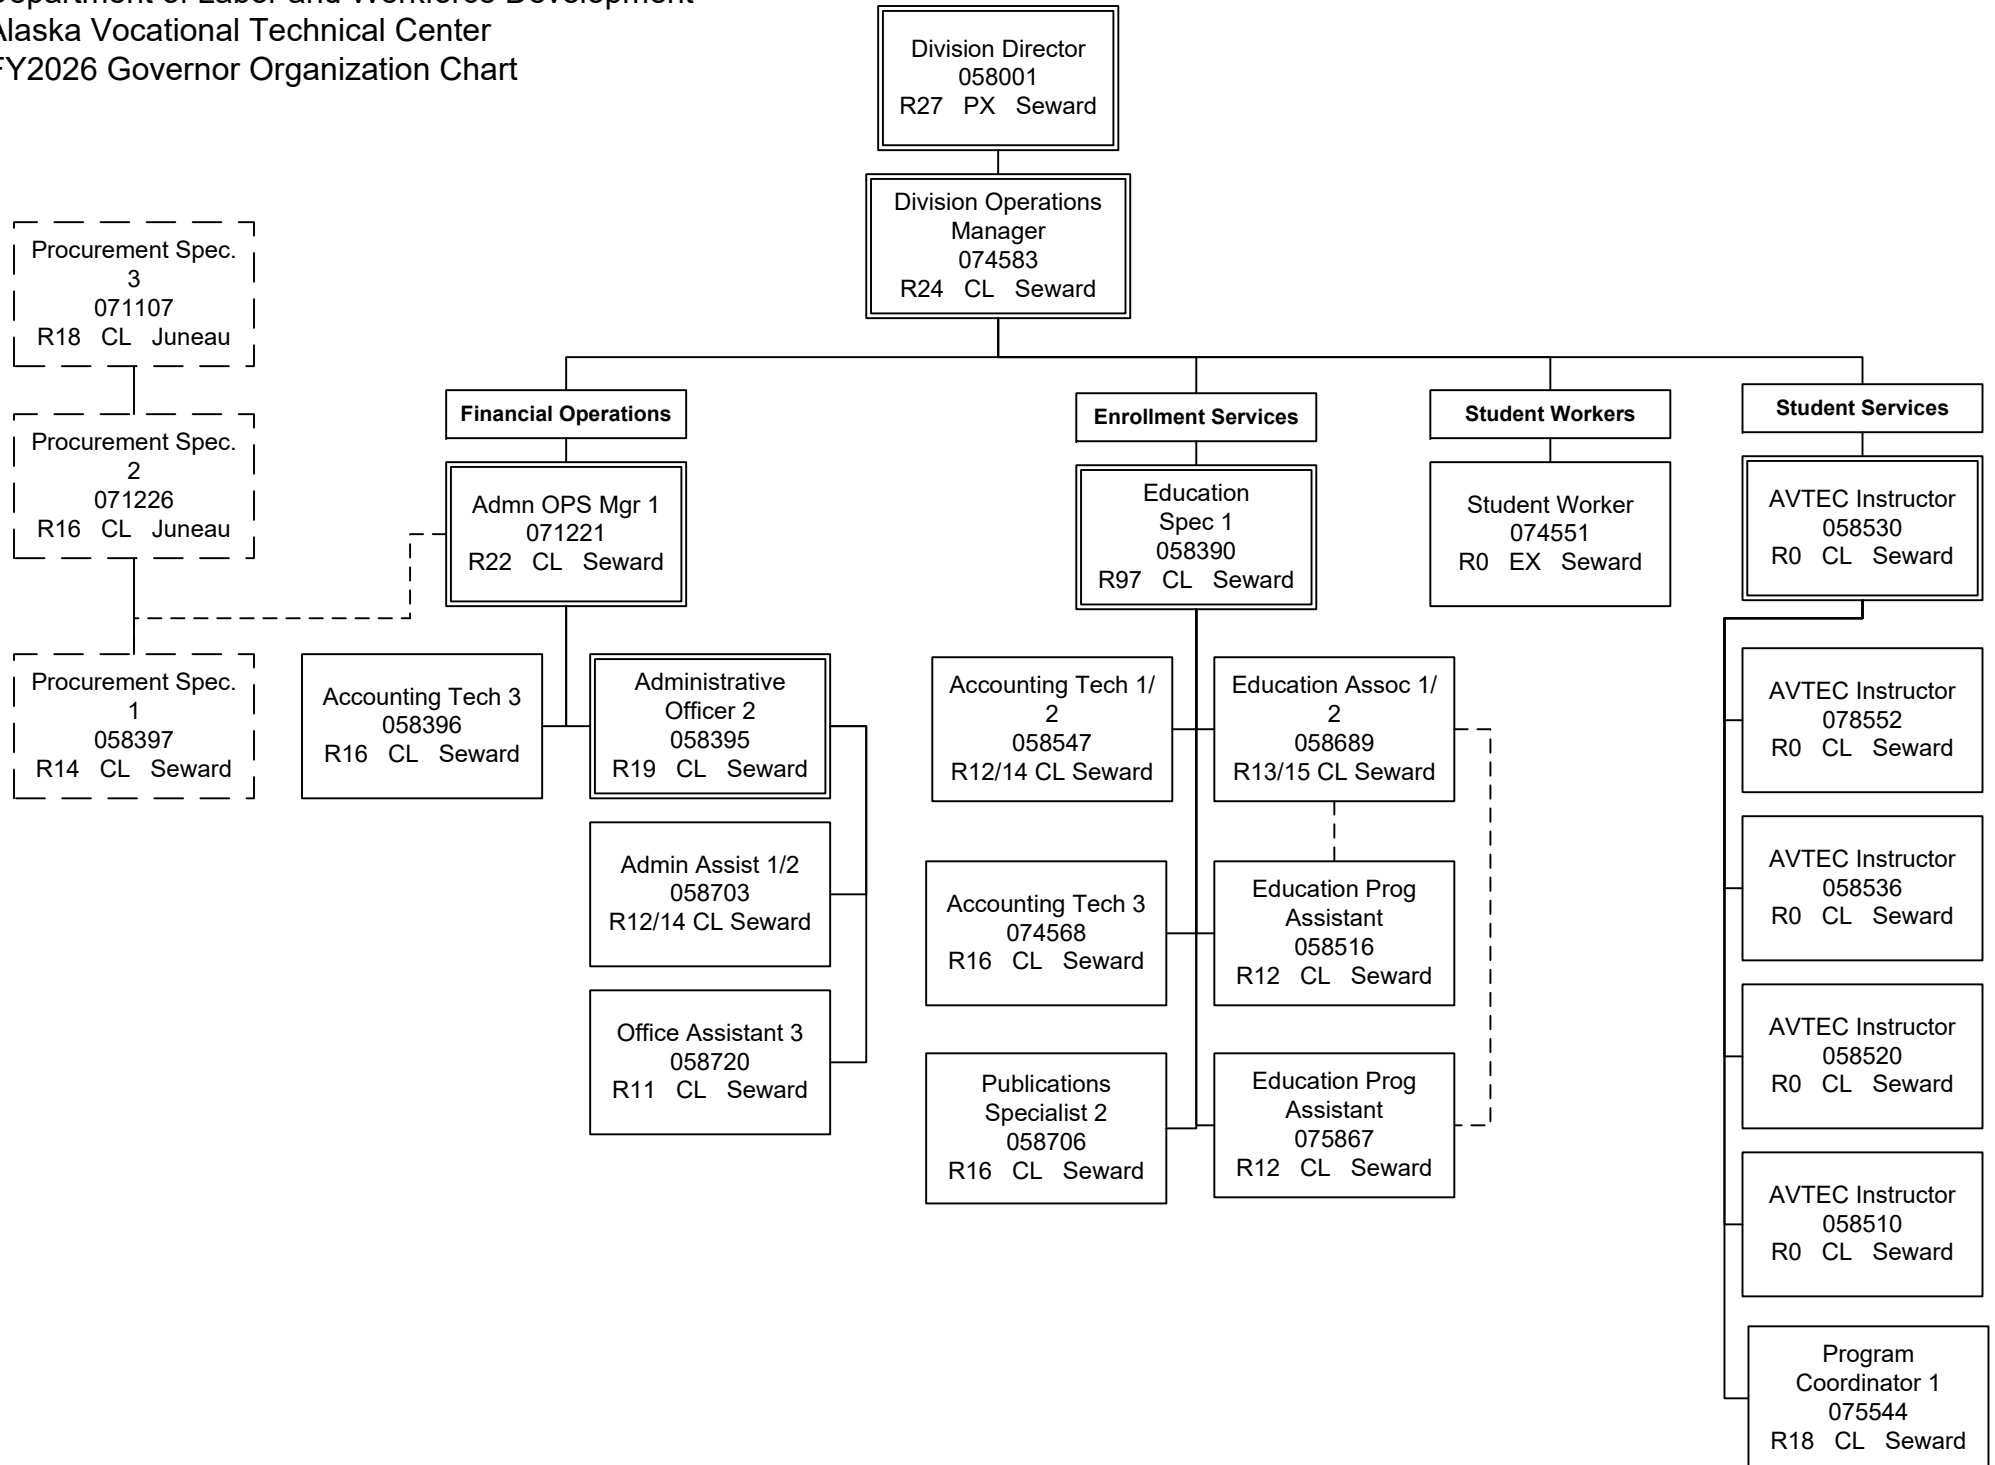 Department of Labor and Workforce Development
Alaska Vocational Technical Center
FY2026 Governor Organization Chart
Division Director
058001
R27 PX Seward
Division Operations
Manager
074583
R24 CL Seward
Procurement Spec.
3
071107
R18 CL Juneau
Procurement Spec.
2
071226
R16 CL Juneau
Procurement Spec.
1
058397
R14 CL Seward
Financial Operations
Admn OPS Mgr 1
071221
R22 CL Seward
Accounting Tech 3
058396
R16 CL Seward
Administrative
Officer 2
058395
R19 CL Seward
Admin Assist 1/2
058703
R12/14 CL Seward
Office Assistant 3
058720
R11 CL Seward
Enrollment Services
Education
Spec 1
058390
R97 CL Seward
Accounting Tech 1/
2
058547
R12/14 CL Seward
Education Assoc 1/
2
058689
R13/15 CL Seward
Accounting Tech 3
074568
R16 CL Seward
Education Prog
Assistant
058516
R12 CL Seward
Publications
Specialist 2
058706
R16 CL Seward
Education Prog
Assistant
075867
R12 CL Seward
Student Workers
Student Worker
074551
R0 EX Seward
Student Services
AVTEC Instructor
058530
R0 CL Seward
AVTEC Instructor
078552
R0 CL Seward
AVTEC Instructor
058536
R0 CL Seward
AVTEC Instructor
058520
R0 CL Seward
AVTEC Instructor
058510
R0 CL Seward
Program
Coordinator 1
075544
R18 CL Seward